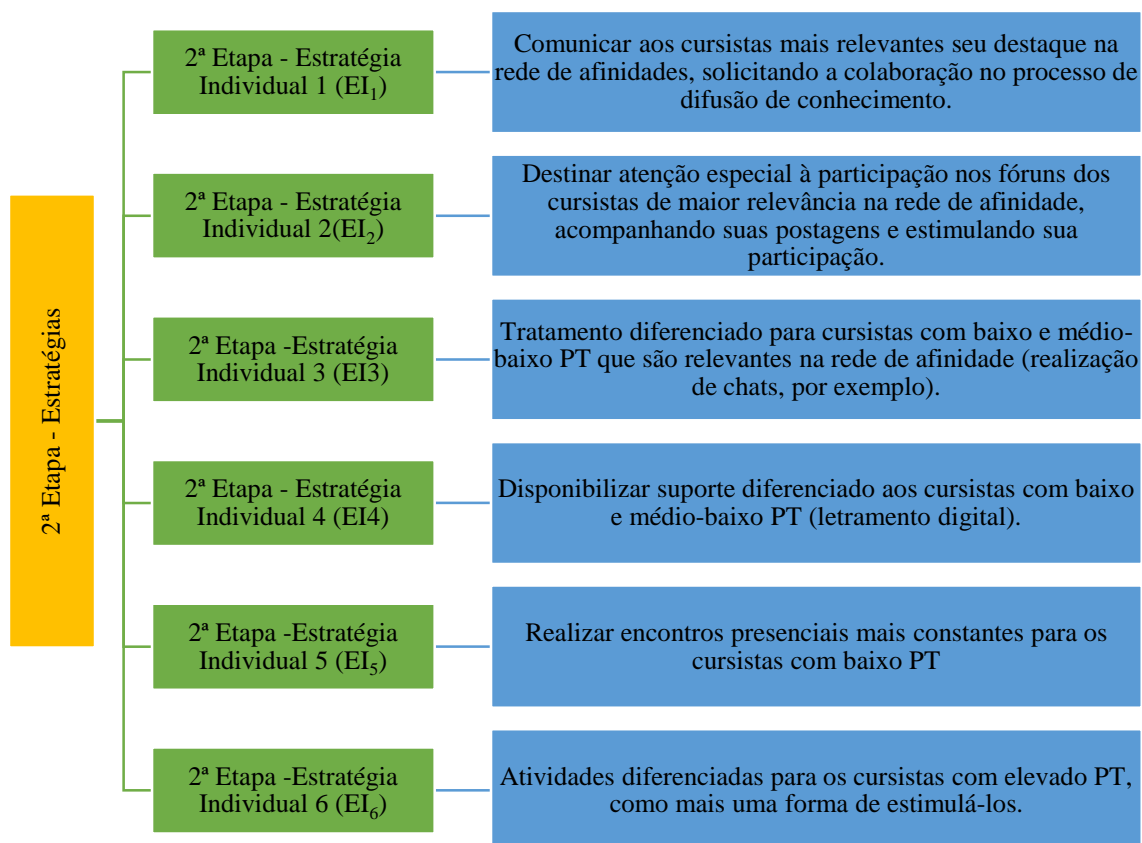 2ª Etapa - Estratégias
2ª Etapa - Estratégia
Individual 1 (EI₁)
Comunicar aos cursistas mais relevantes seu destaque na
rede de afinidades, solicitando a colaboração no processo de
difusão de conhecimento.
2ª Etapa - Estratégia
Individual 2(EI₂)
Destinar atenção especial à participação nos fóruns dos
cursistas de maior relevância na rede de afinidade,
acompanhando suas postagens e estimulando sua
participação.
2ª Etapa -Estratégia
Individual 3 (EI3)
Tratamento diferenciado para cursistas com baixo e médio-
baixo PT que são relevantes na rede de afinidade (realização
de chats, por exemplo).
2ª Etapa - Estratégia
Individual 4 (EI4)
Disponibilizar suporte diferenciado aos cursistas com baixo
e médio-baixo PT (letramento digital).
2ª Etapa -Estratégia
Individual 5 (EI₅)
Realizar encontros presenciais mais constantes para os
cursistas com baixo PT
2ª Etapa -Estratégia
Individual 6 (EI₆)
Atividades diferenciadas para os cursistas com elevado PT,
como mais uma forma de estimulá-los.